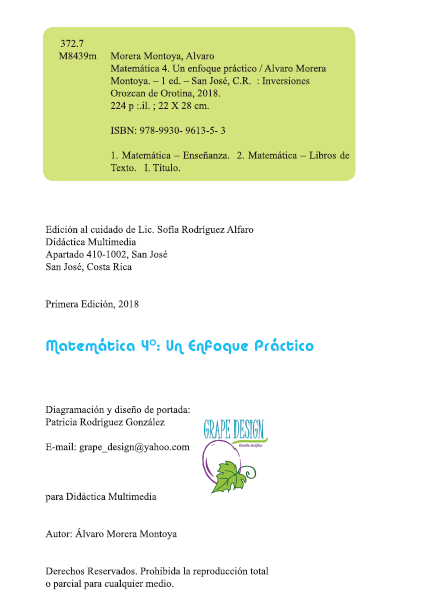 372.7
M8439m Morera Montoya, Alvaro
Matemática 4. Un enfoque práctico / Alvaro Morera
Montoya. – 1 ed. – San José, C.R. : Inversiones
Orozcan de Orotina, 2018.
224 p :.il. ; 22 X 28 cm.
ISBN: 978-9930- 9613-5- 3
1. Matemática – Enseñanza. 2. Matemática – Libros de
Texto. I. Título.
Edición al cuidado de Lic. Sofía Rodríguez Alfaro
Didáctica Multimedia
Apartado 410-1002, San José
San José, Costa Rica
Primera Edición, 2018
Matemática 4º: Un Enfoque Práctico
Diagramación y diseño de portada:
Patricia Rodríguez González
E-mail: grape_design@yahoo.com
GRAPE DESIGN
Diseño Gráfico
para Didáctica Multimedia
Autor: Álvaro Morera Montoya
Derechos Reservados. Prohibida la reproducción total
o parcial para cualquier medio.